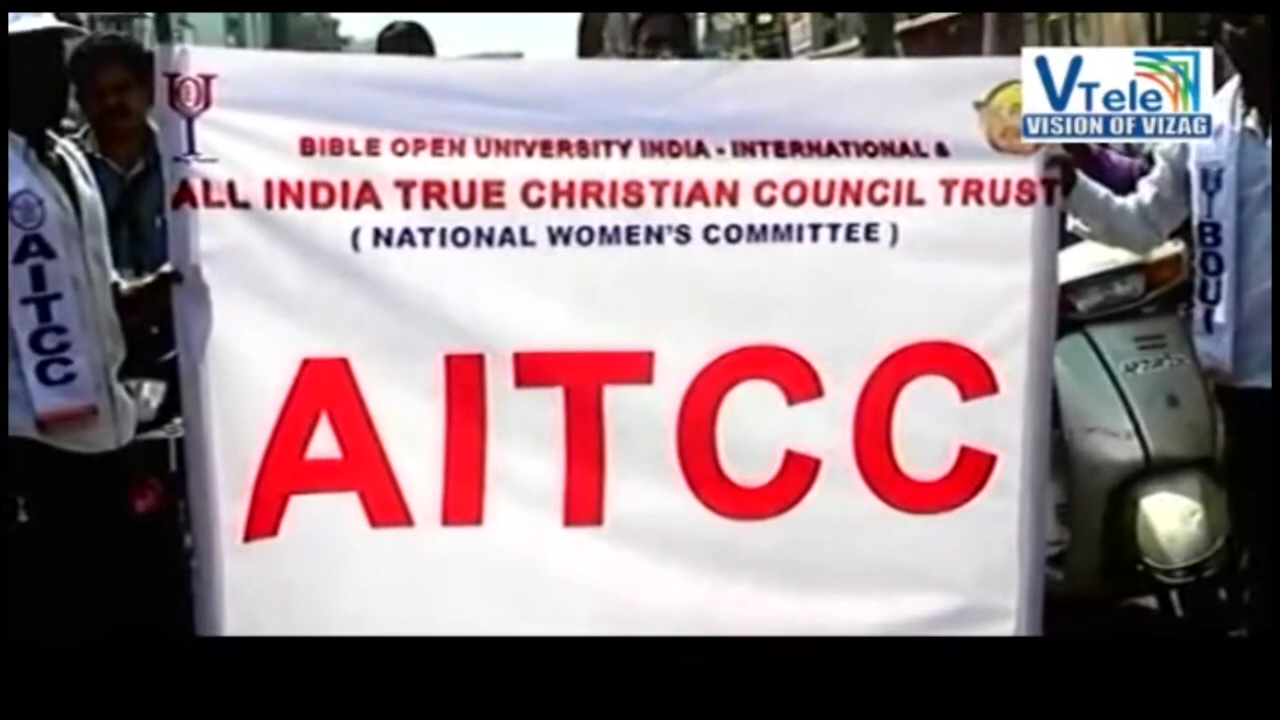 VTele
VISION OF VIZAG
BIBLE OPEN UNIVERSITY INDIA - INTERNATIONAL &
ALL INDIA TRUE CHRISTIAN COUNCIL TRUST
( NATIONAL WOMEN'S COMMITTEE )
AITCC
AITCC